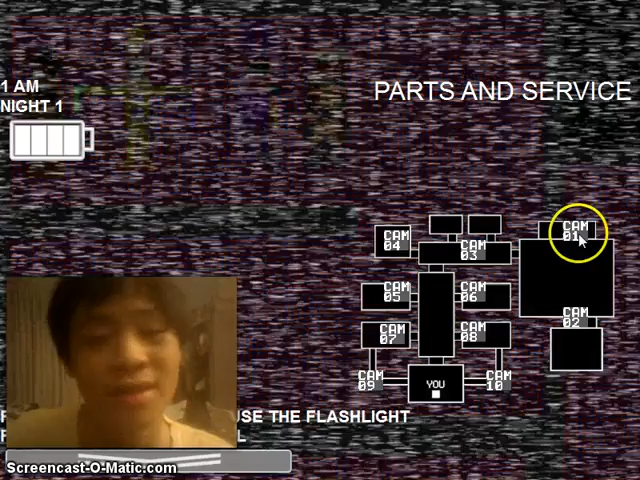 1 AM
NIGHT 1
PARTS AND SERVICE
CAM
01
CAM
04
CAM
03
CAM
05
CAM
06
CAM
02
CAM
07
CAM
08
CAM
09
YOU
CAM
10
USE THE FLASHLIGHT
Screencast-O-Matic.com